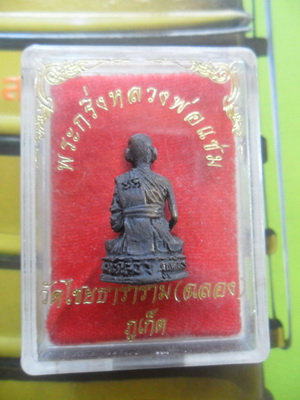 พระกริ่งหลวงพ่อแช่ม
วัดไชยธาราราม(ฉลอง)
ภูเก็ต